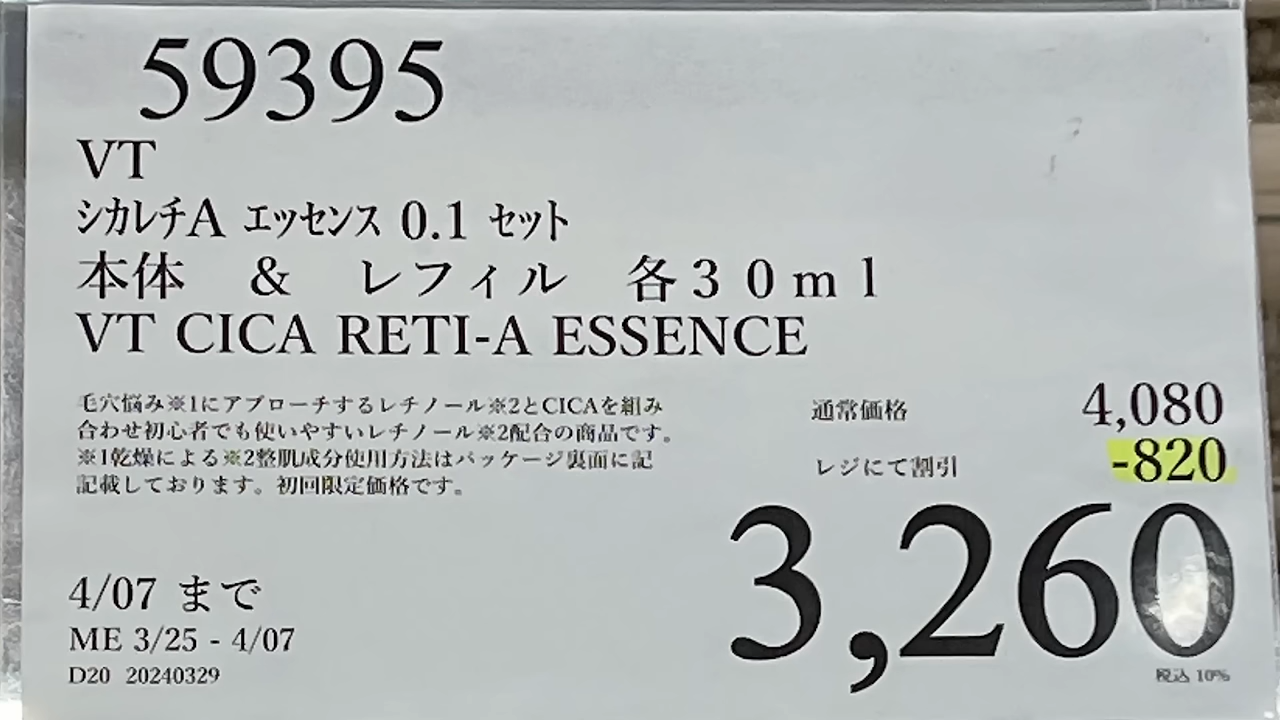 59395
VT
シカレチA エッセンス 0.1 セット
本体 & レフィル 各30ml
VT CICA RETI-A ESSENCE
毛穴悩み※1にアプローチするレチノール※2とCICAを組み
合わせ初心者でも使いやすいレチノール※2配合の商品です。
※1乾燥による※2整肌成分使用方法はパッケージ裏面に記
記載しております。初回限定価格です。
通常価格 4,080
レジにて割引 -820
3,260
税込 10%
4/07 まで
ME 3/25 - 4/07
D20 20240329